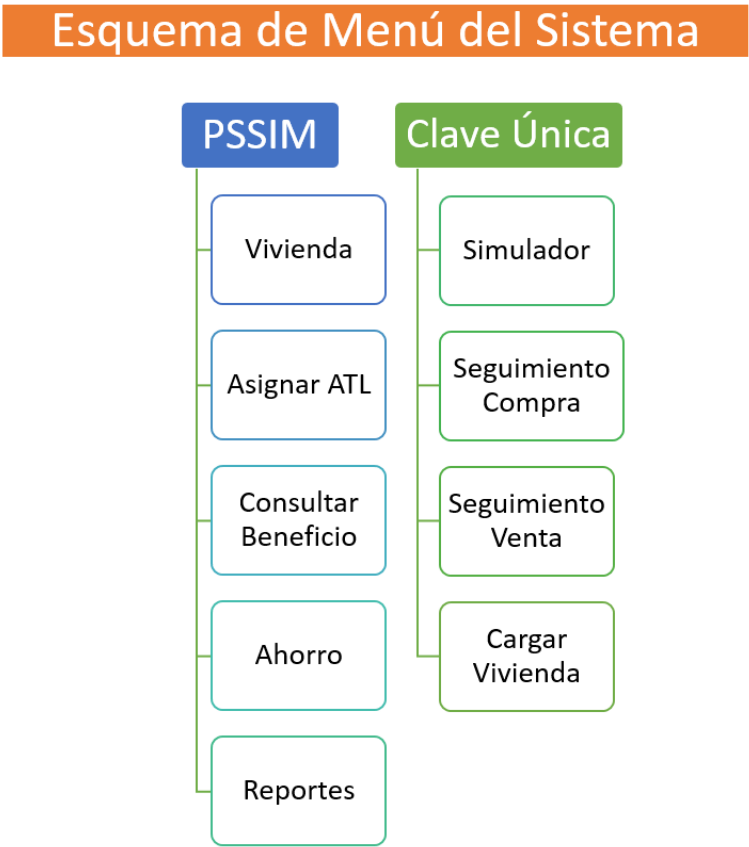 Esquema de Menú del Sistema
PSSIM
Vivienda
Asignar ATL
Consultar
Beneficio
Ahorro
Reportes
Clave Única
Simulador
Seguimiento
Compra
Seguimiento
Venta
Cargar
Vivienda